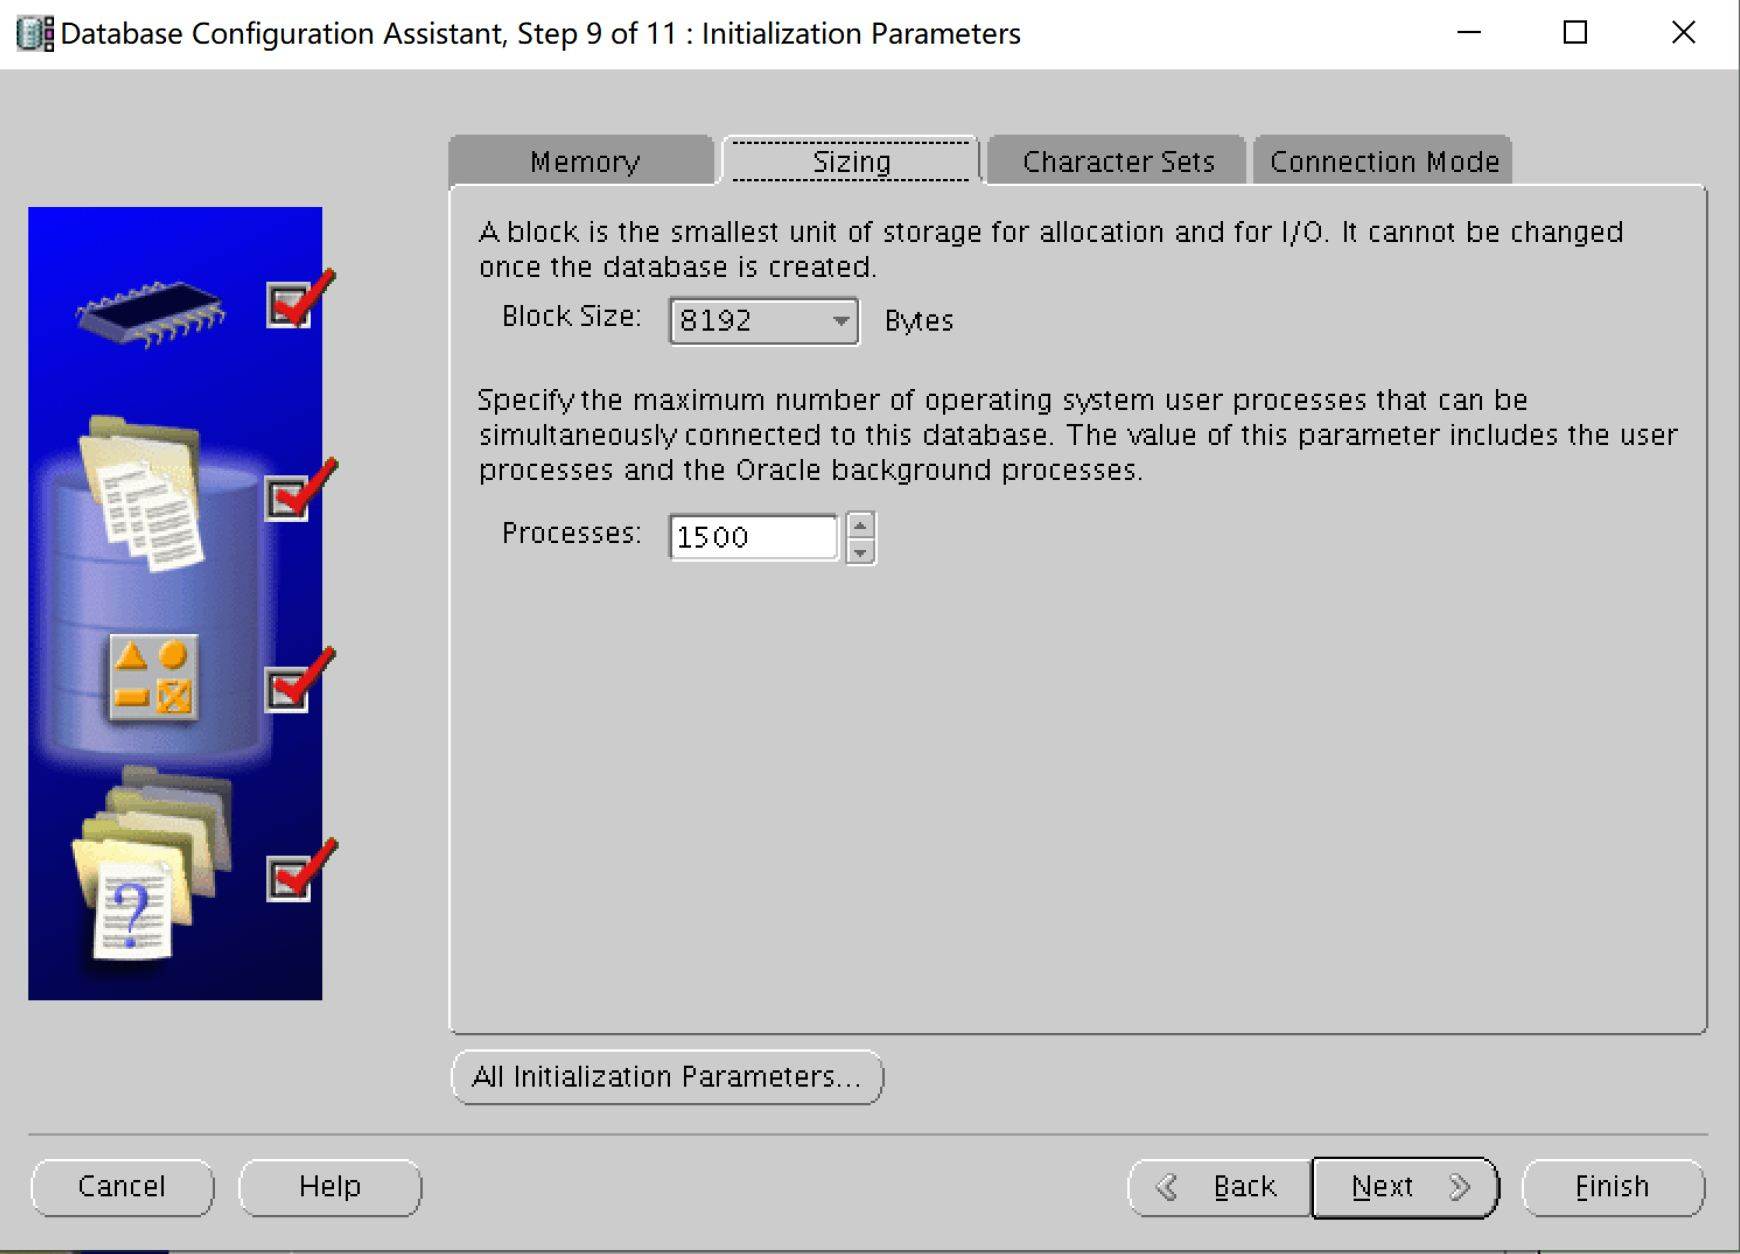 Database Configuration Assistant, Step 9 of 11 : Initialization Parameters
Memory
Sizing
Character Sets
Connection Mode
A block is the smallest unit of storage for allocation and for I/O. It cannot be changed
once the database is created.
Block Size: 8192 Bytes
Specify the maximum number of operating system user processes that can be
simultaneously connected to this database. The value of this parameter includes the user
processes and the Oracle background processes.
Processes: 1500
?
All Initialization Parameters...
Cancel
Help
Back
Next
Finish